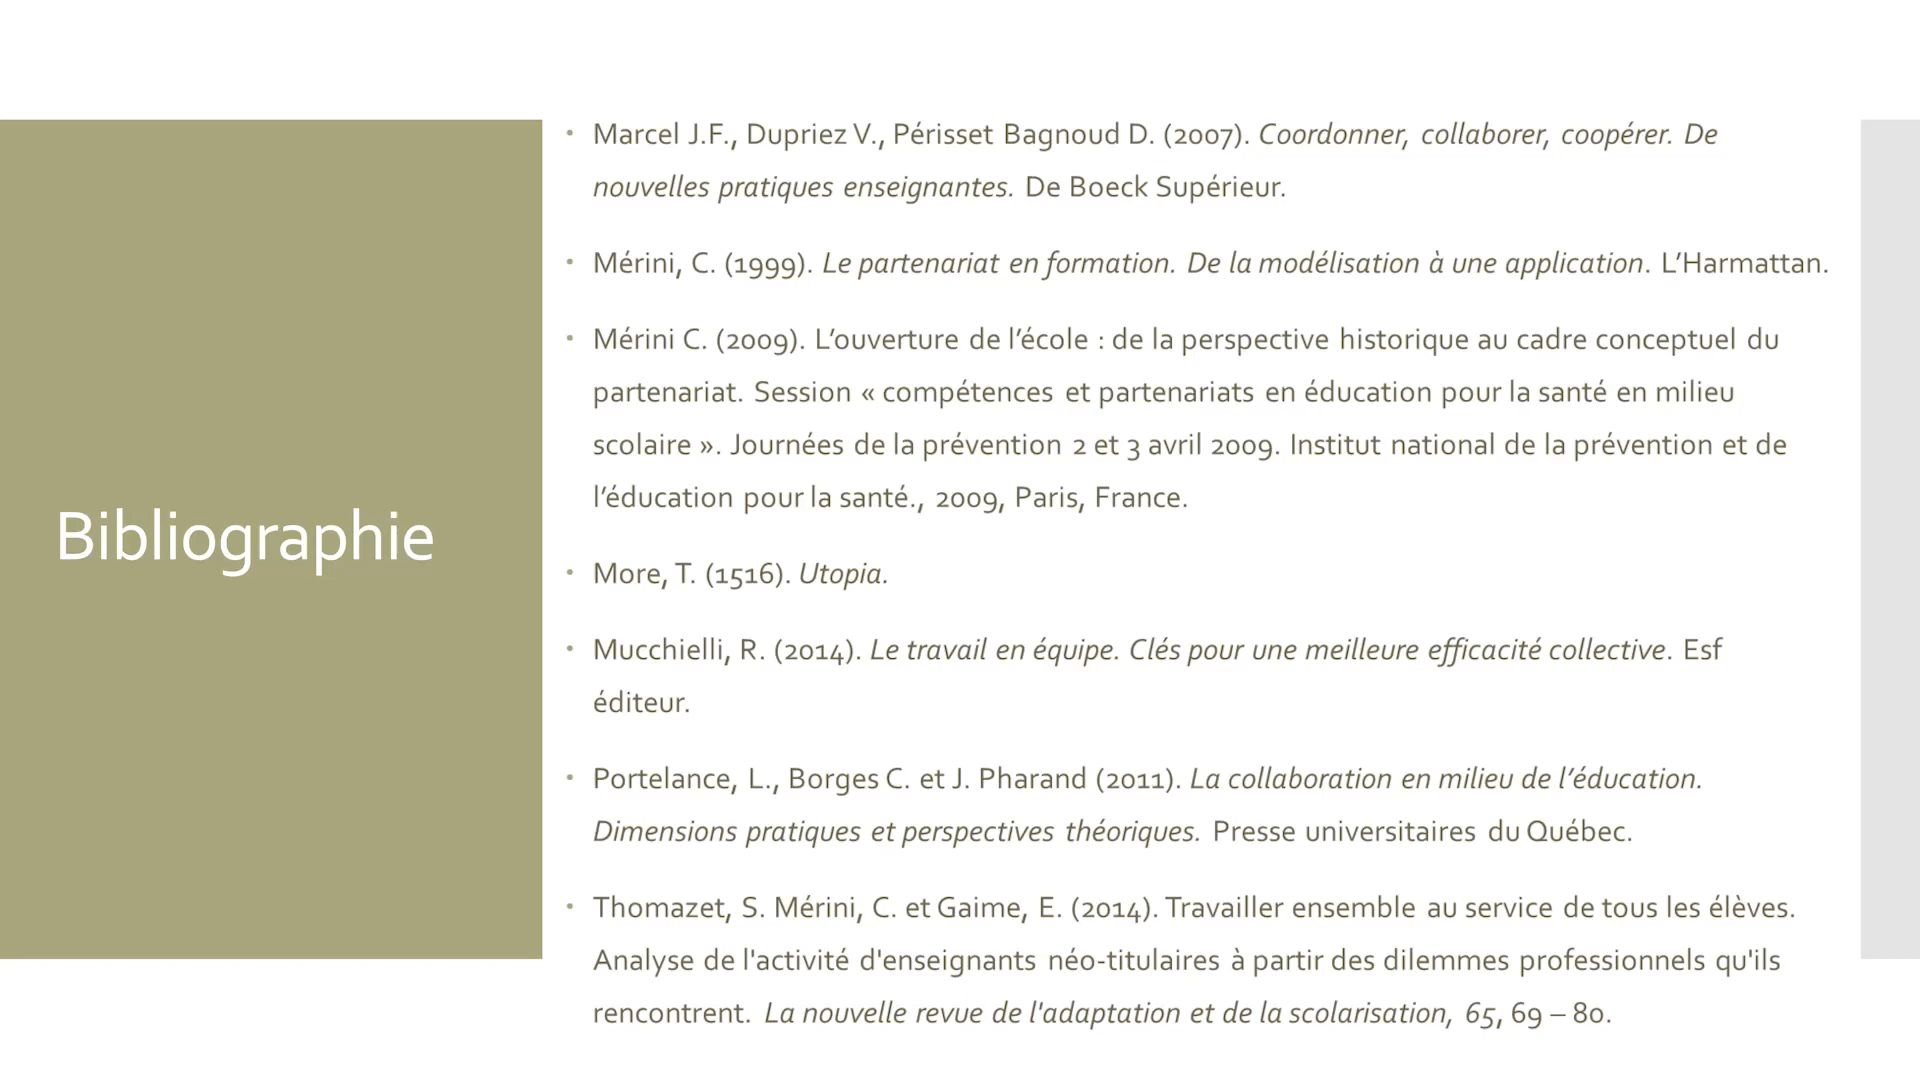 Bibliographie
• Marcel J.F., Dupriez V., Périsset Bagnoud D. (2007). Coordonner, collaborer, coopérer. De
nouvelles pratiques enseignantes. De Boeck Supérieur.
• Mérini, C. (1999). Le partenariat en formation. De la modélisation à une application. L’Harmattan.
• Mérini C. (2009). L’ouverture de l’école : de la perspective historique au cadre conceptuel du
partenariat. Session « compétences et partenariats en éducation pour la santé en milieu
scolaire ». Journées de la prévention 2 et 3 avril 2009. Institut national de la prévention et de
l’éducation pour la santé., 2009, Paris, France.
• More, T. (1516). Utopia.
• Mucchielli, R. (2014). Le travail en équipe. Clés pour une meilleure efficacité collective. Esf
éditeur.
• Portelance, L., Borges C. et J. Pharand (2011). La collaboration en milieu de l’éducation.
Dimensions pratiques et perspectives théoriques. Presse universitaires du Québec.
• Thomazet, S. Mérini, C. et Gaime, E. (2014). Travailler ensemble au service de tous les élèves.
Analyse de l'activité d'enseignants néo-titulaires à partir des dilemmes professionnels qu'ils
rencontrent. La nouvelle revue de l'adaptation et de la scolarisation, 65, 69 – 80.